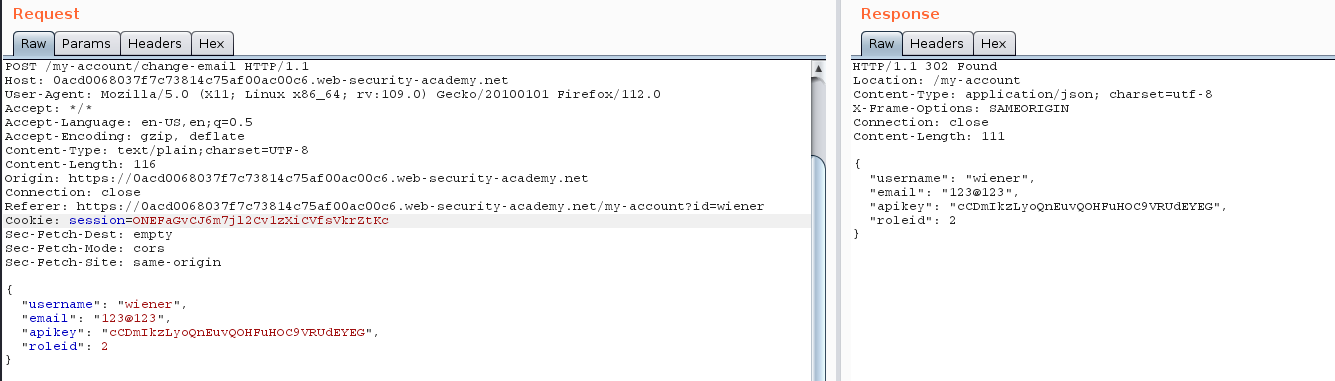 Request
Raw Params Headers Hex
POST /my-account/change-email HTTP/1.1
Host: 0acd0068037f7c73814c75af00ac00c6.web-security-academy.net
User-Agent: Mozilla/5.0 (X11; Linux x86_64; rv:109.0) Gecko/20100101 Firefox/112.0
Accept: */*
Accept-Language: en-US,en;q=0.5
Accept-Encoding: gzip, deflate
Content-Type: text/plain;charset=UTF-8
Content-Length: 116
Origin: https://0acd0068037f7c73814c75af00ac00c6.web-security-academy.net
Connection: close
Referer: https://0acd0068037f7c73814c75af00ac00c6.web-security-academy.net/my-account?id=wiener
Cookie: session=ONEFaGvCJ6m7jl2Cv1zXiCVfsVkrZtKc
Sec-Fetch-Dest: empty
Sec-Fetch-Mode: cors
Sec-Fetch-Site: same-origin
{
"username": "wiener",
"email": "123@123",
"apikey": "cCDmIkzLyoQnEuvQOHFuHOC9VRUdEYEG",
"roleid": 2
}
Response
Raw Headers Hex
HTTP/1.1 302 Found
Location: /my-account
Content-Type: application/json; charset=utf-8
X-Frame-Options: SAMEORIGIN
Connection: close
Content-Length: 111
{
"username": "wiener",
"email": "123@123",
"apikey": "cCDmIkzLyoQnEuvQOHFuHOC9VRUdEYEG",
"roleid": 2
}